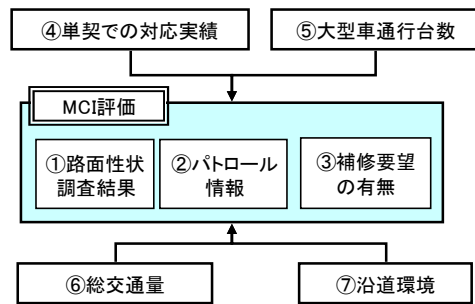 ④単契での対応実績
⑤大型車通行台数
MCI評価
①路面性状
調査結果
②パトロール
情報
③補修要望
の有無
⑥総交通量
⑦沿道環境